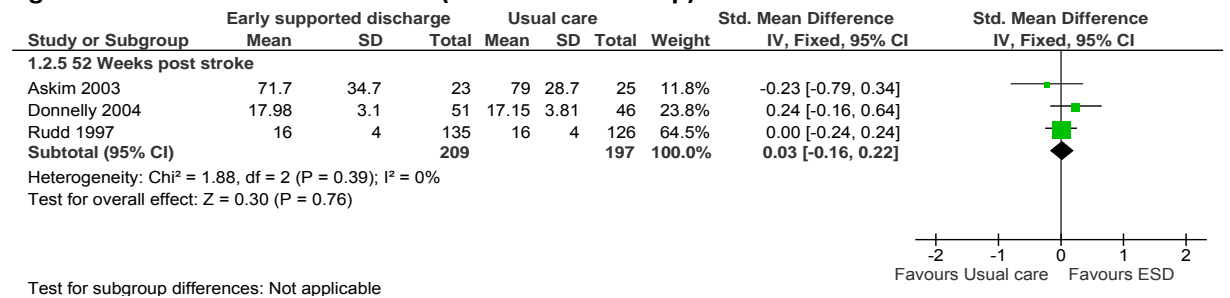 Early supported discharge Usual care Std. Mean Difference Std. Mean Difference
Study or Subgroup Mean SD Total Mean SD Total Weight IV, Fixed, 95% CI IV, Fixed, 95% CI
1.2.5 52 Weeks post stroke
Askim 2003 71.7 34.7 23 79 28.7 25 11.8% -0.23 [-0.79, 0.34]
Donnelly 2004 17.98 3.1 51 17.15 3.81 46 23.8% 0.24 [-0.16, 0.64]
Rudd 1997 16 4 135 16 4 126 64.5% 0.00 [-0.24, 0.24]
Subtotal (95% CI) 209 197 100.0% 0.03 [-0.16, 0.22]
Heterogeneity: Chi² = 1.88, df = 2 (P = 0.39); I² = 0%
Test for overall effect: Z = 0.30 (P = 0.76)
-2 -1 0 1 2
Favours Usual care Favours ESD
Test for subgroup differences: Not applicable